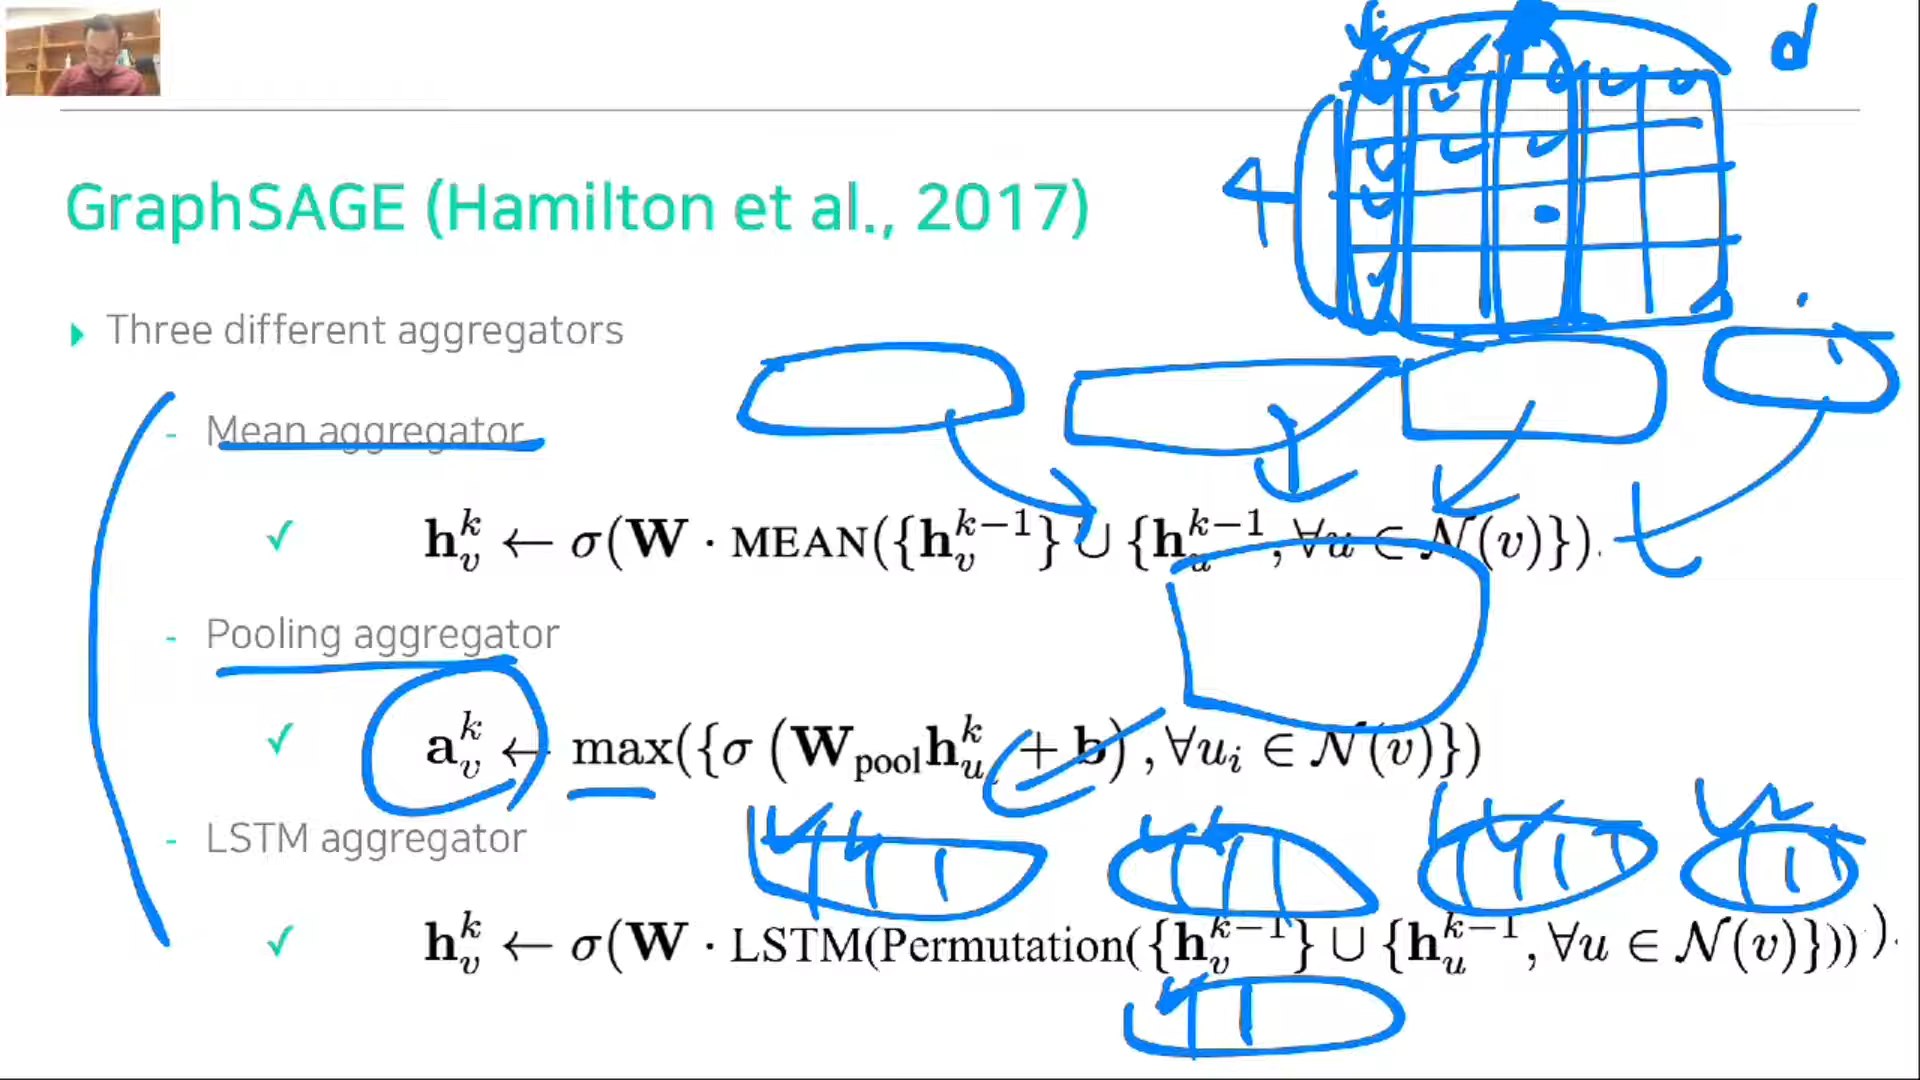 d
4
GraphSAGE (Hamilton et al., 2017)
Three different aggregators
- Mean aggregator
✓ h_v^k ← σ(W · MEAN({h_v^{k-1}} ∪ {h_u^{k-1}, ∀u ∈ N(v)}).
- Pooling aggregator
✓ a_v^k ← max({σ (W_pool h_u^k + b), ∀u_i ∈ N(v)})
- LSTM aggregator
✓ h_v^k ← σ(W · LSTM(Permutation({h_v^{k-1}} ∪ {h_u^{k-1}, ∀u ∈ N(v)})) ).